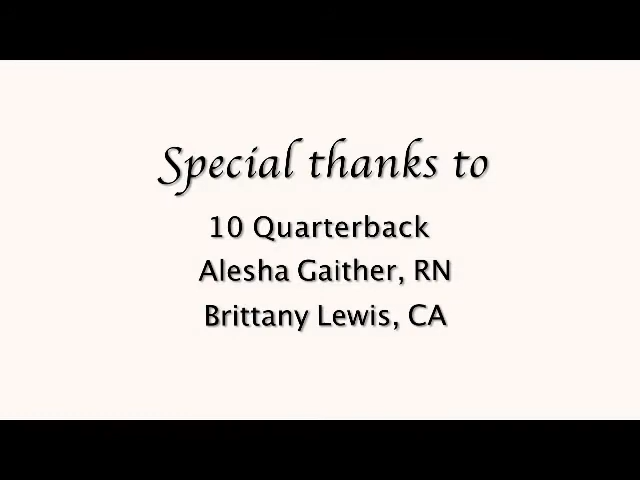 Special thanks to
10 Quarterback
Alesha Gaither, RN
Brittany Lewis, CA